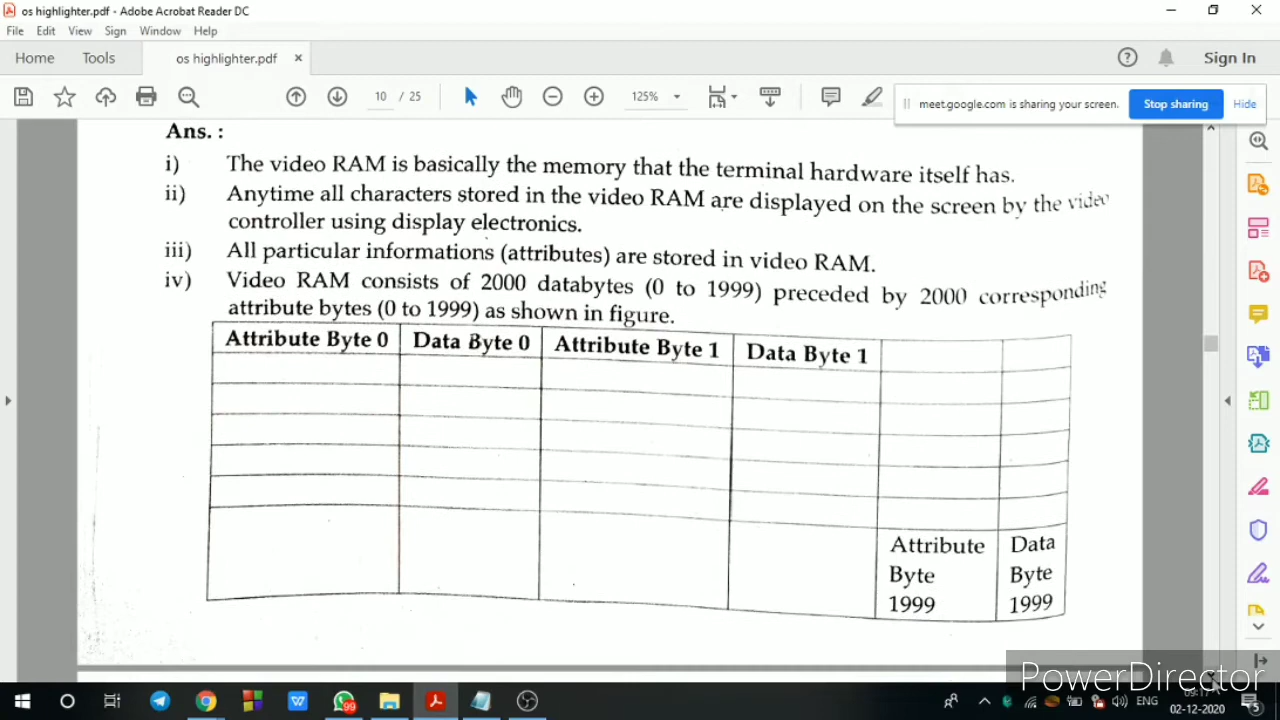 os highlighter.pdf - Adobe Acrobat Reader DC
File Edit View Sign Window Help
Home Tools os highlighter.pdf × Sign In
10 / 25 125% meet.google.com is sharing your screen. Stop sharing Hide
Ans. :
i) The video RAM is basically the memory that the terminal hardware itself has.
ii) Anytime all characters stored in the video RAM are displayed on the screen by the video
controller using display electronics.
iii) All particular informations (attributes) are stored in video RAM.
iv) Video RAM consists of 2000 databytes (0 to 1999) preceded by 2000 corresponding
attribute bytes (0 to 1999) as shown in figure.
Attribute Byte 0 Data Byte 0 Attribute Byte 1 Data Byte 1
Attribute Data
Byte Byte
1999 1999
PowerDirector
99 ENG 09:17
02-12-2020 5